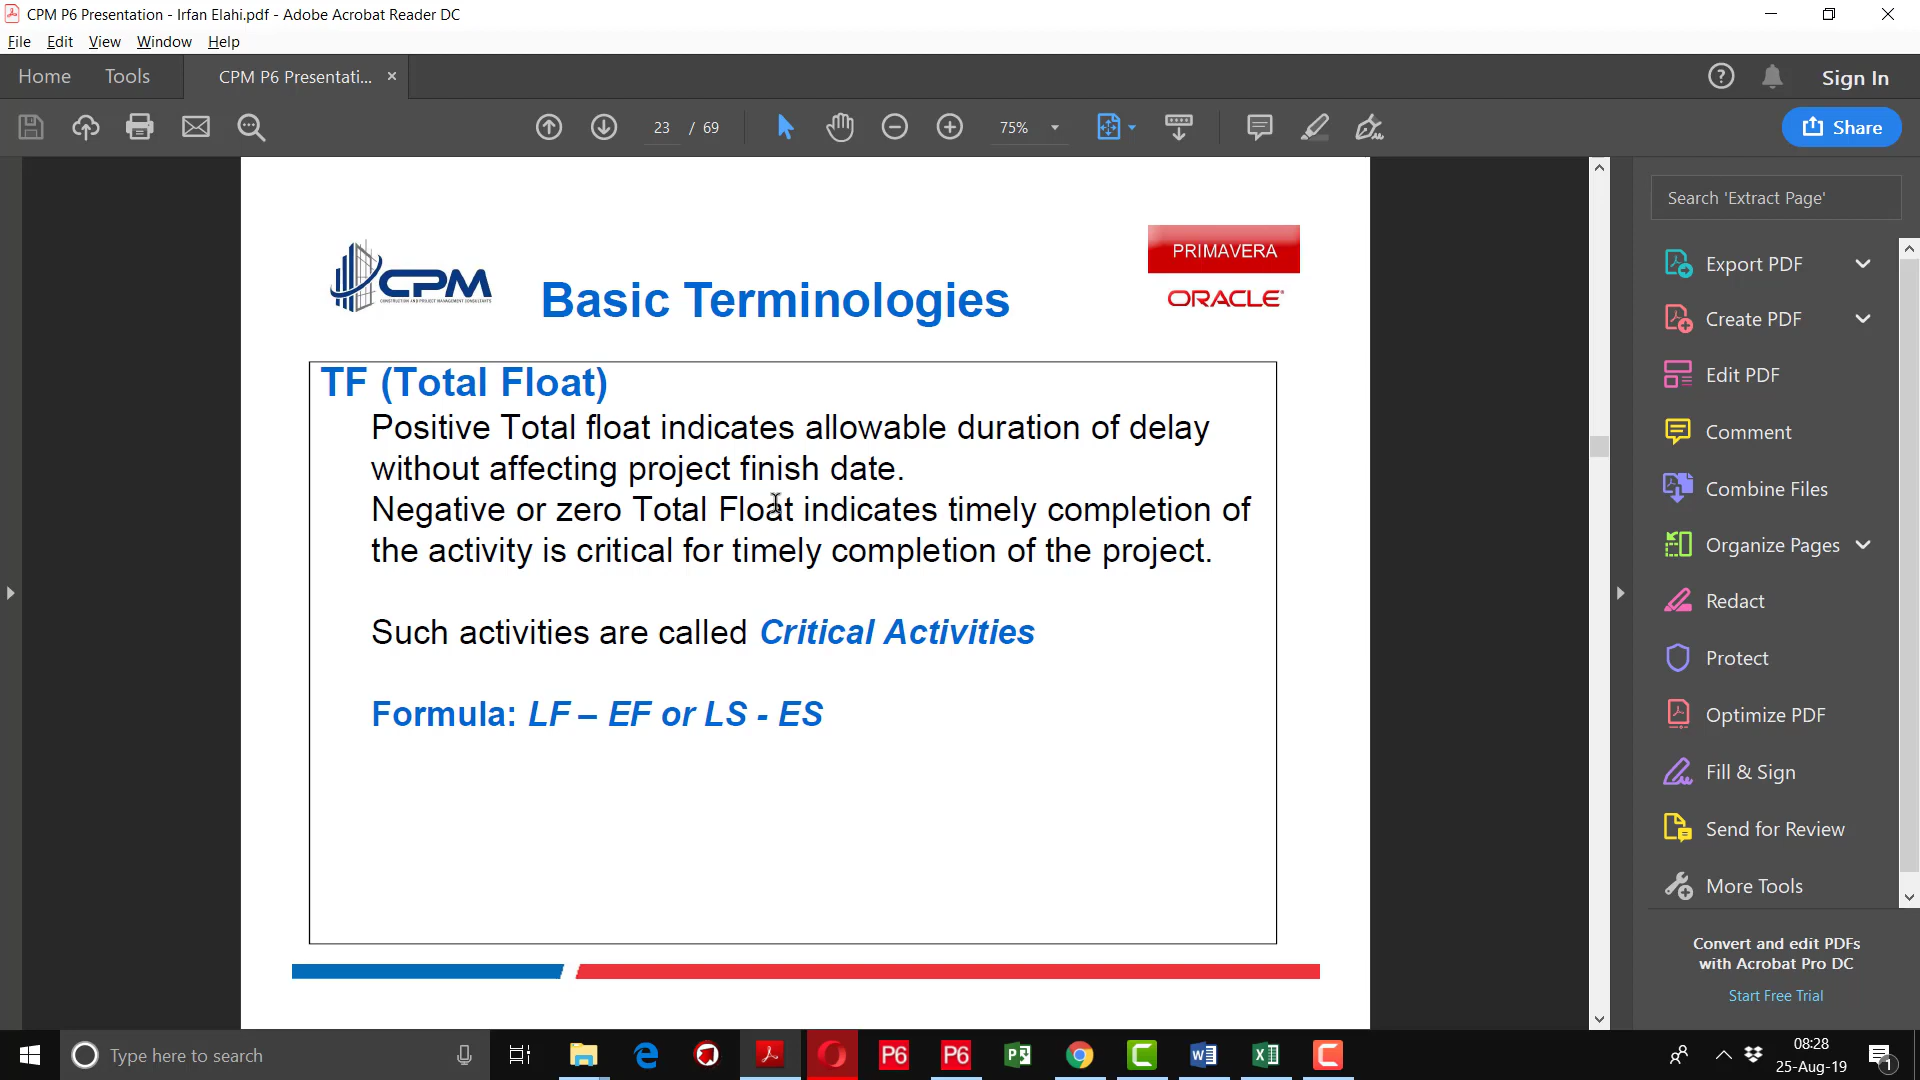 CPM P6 Presentation - Irfan Elahi.pdf - Adobe Acrobat Reader DC
File Edit View Window Help
Home Tools CPM P6 Presentati... × Sign In
23 / 69 75% Share
Search 'Extract Page'
PRIMAVERA
ORACLE
CPM
CONSTRUCTION AND PROJECT MANAGEMENT CONSULTANTS
Basic Terminologies
TF (Total Float)
Positive Total float indicates allowable duration of delay
without affecting project finish date.
Negative or zero Total Float indicates timely completion of
the activity is critical for timely completion of the project.
Such activities are called Critical Activities
Formula: LF – EF or LS - ES
Export PDF
Create PDF
Edit PDF
Comment
Combine Files
Organize Pages
Redact
Protect
Optimize PDF
Fill & Sign
Send for Review
More Tools
Convert and edit PDFs
with Acrobat Pro DC
Start Free Trial
Type here to search
P6 P6
08:28
25-Aug-19
1